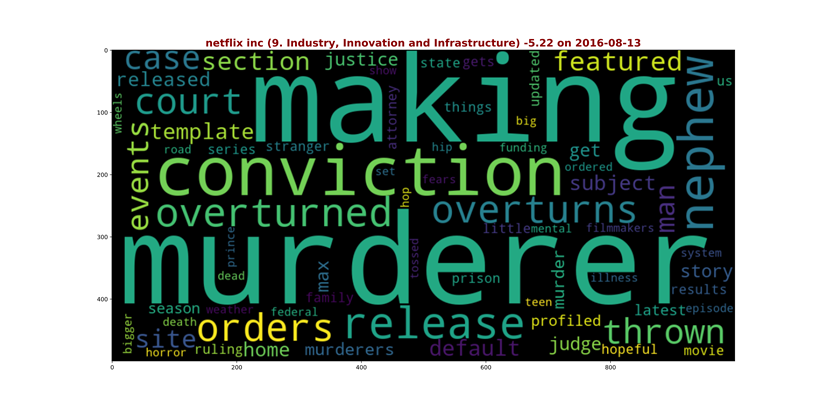 netflix inc (9. Industry, Innovation and Infrastructure) -5.22 on 2016-08-13
case section justice state gets featured updated nephew us
released show
wheels court making things attorney big
template
road series stranger hip funding get ordered
events conviction set fears subject man
overturned hop overturns
little mental filmmakers
murderer
prince tossed system
dead max prison murder illness story
family results
season weather teen latest episode
death federal orders release profiled thrown
bigger site judge
horror ruling home murderers default hopeful movie
0
100
200
300
400
0 200 400 600 800